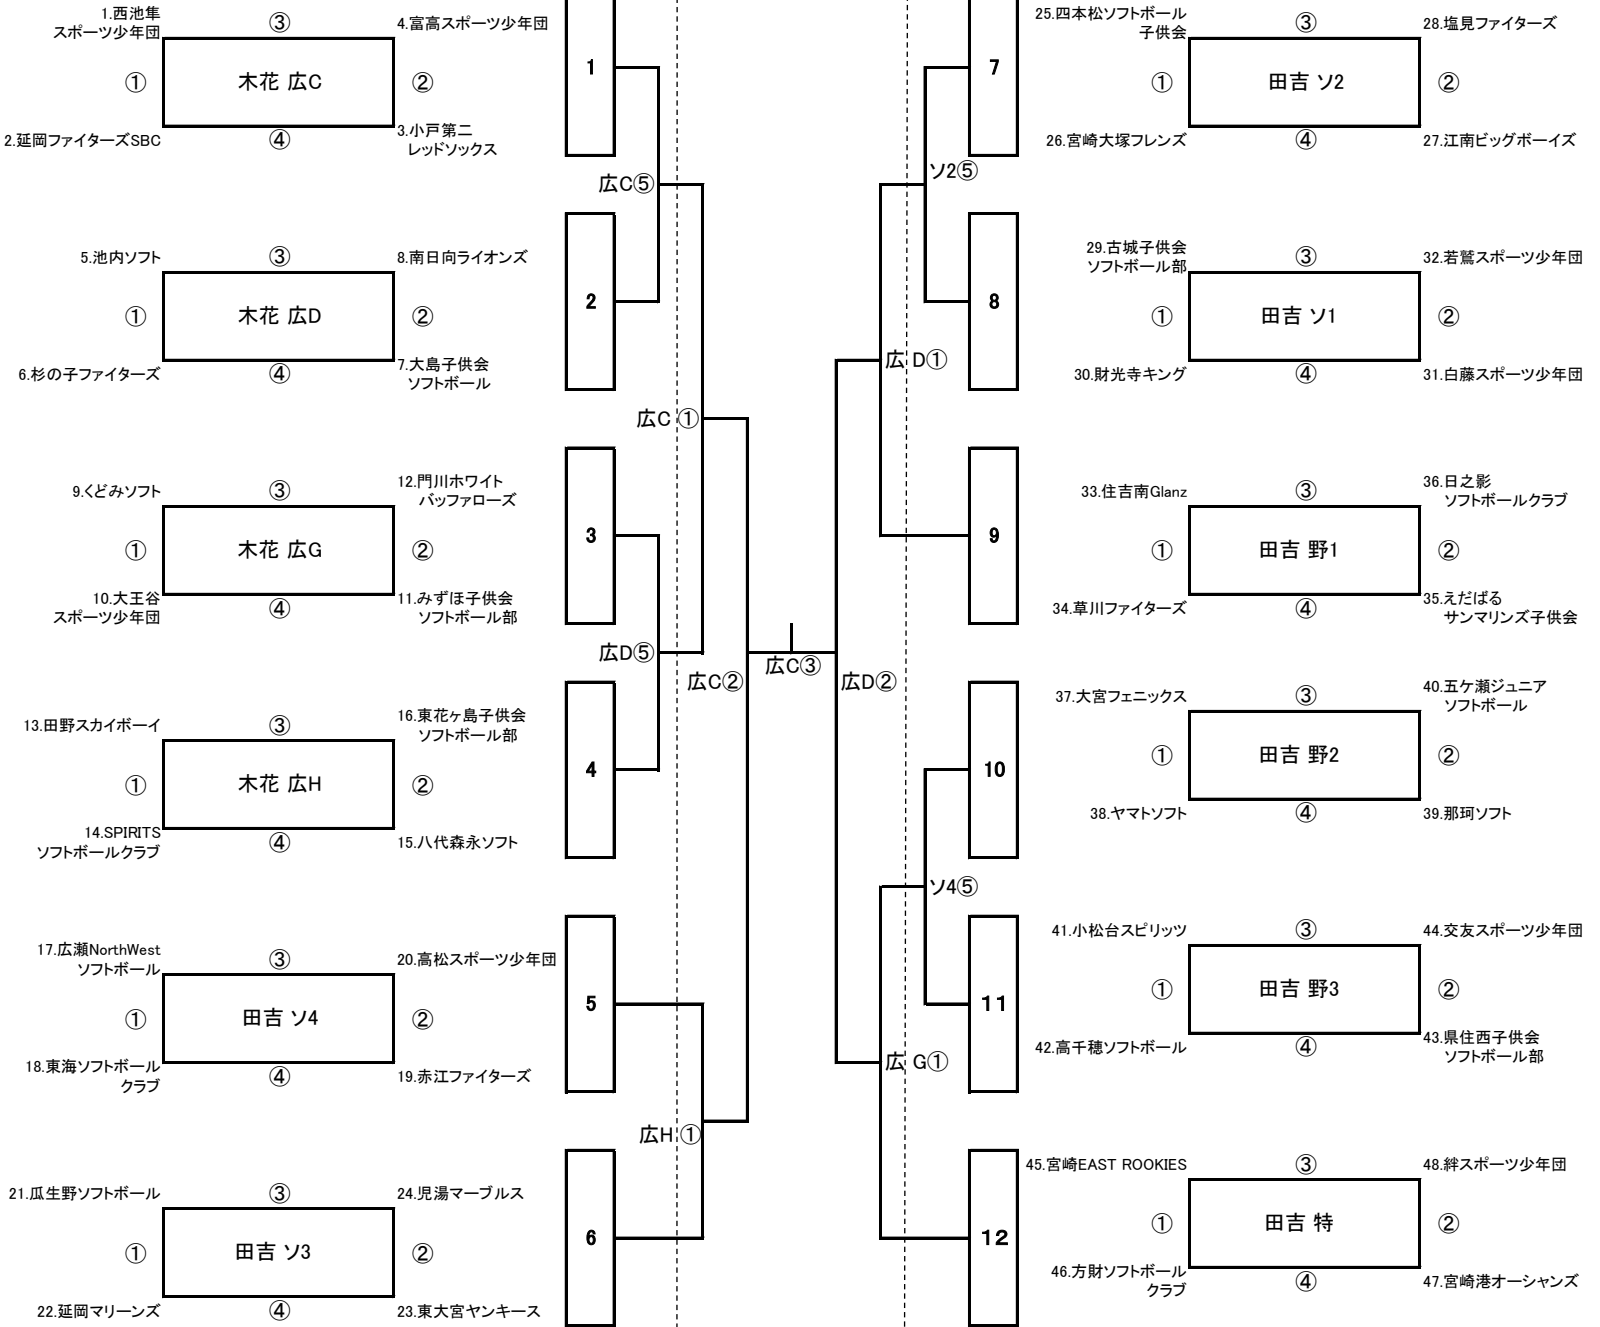 1.西池隼
スポーツ少年団
③
4.富高スポーツ少年団
①
木花 広C
②
2.延岡ファイターズSBC
④
3.小戸第二
レッドソックス
5.池内ソフト
③
8.南日向ライオンズ
①
木花 広D
②
6.杉の子ファイターズ
④
7.大島子供会
ソフトボール
9.くどみソフト
③
12.門川ホワイト
バッファローズ
①
木花 広G
②
10.大王谷
スポーツ少年団
④
11.みずほ子供会
ソフトボール部
13.田野スカイボーイ
③
16.東花ヶ島子供会
ソフトボール部
①
木花 広H
②
14.SPIRITS
ソフトボールクラブ
④
15.八代森永ソフト
17.広瀬NorthWest
ソフトボール
③
20.高松スポーツ少年団
①
田吉 ソ4
②
18.東海ソフトボール
クラブ
④
19.赤江ファイターズ
21.瓜生野ソフトボール
③
24.児湯マーブルス
①
田吉 ソ3
②
22.延岡マリーンズ
④
23.東大宮ヤンキース
1
2
3
4
5
6
広C⑤
広C ①
広D⑤
広C②
広H ①
広C③
広D②
ソ2⑤
広 D①
ソ4⑤
広 G①
7
8
9
10
11
12
25.四本松ソフトボール
子供会
③
28.塩見ファイターズ
①
田吉 ソ2
②
26.宮崎大塚フレンズ
④
27.江南ビッグボーイズ
29.古城子供会
ソフトボール部
③
32.若鷲スポーツ少年団
①
田吉 ソ1
②
30.財光寺キング
④
31.白藤スポーツ少年団
33.住吉南Glanz
③
36.日之影
ソフトボールクラブ
①
田吉 野1
②
34.草川ファイターズ
④
35.えだばる
サンマリンズ子供会
37.大宮フェニックス
③
40.五ケ瀬ジュニア
ソフトボール
①
田吉 野2
②
38.ヤマトソフト
④
39.那珂ソフト
41.小松台スピリッツ
③
44.交友スポーツ少年団
①
田吉 野3
②
42.高千穂ソフトボール
④
43.県住西子供会
ソフトボール部
45.宮崎EAST ROOKIES
③
48.絆スポーツ少年団
①
田吉 特
②
46.方財ソフトボール
クラブ
④
47.宮崎港オーシャンズ